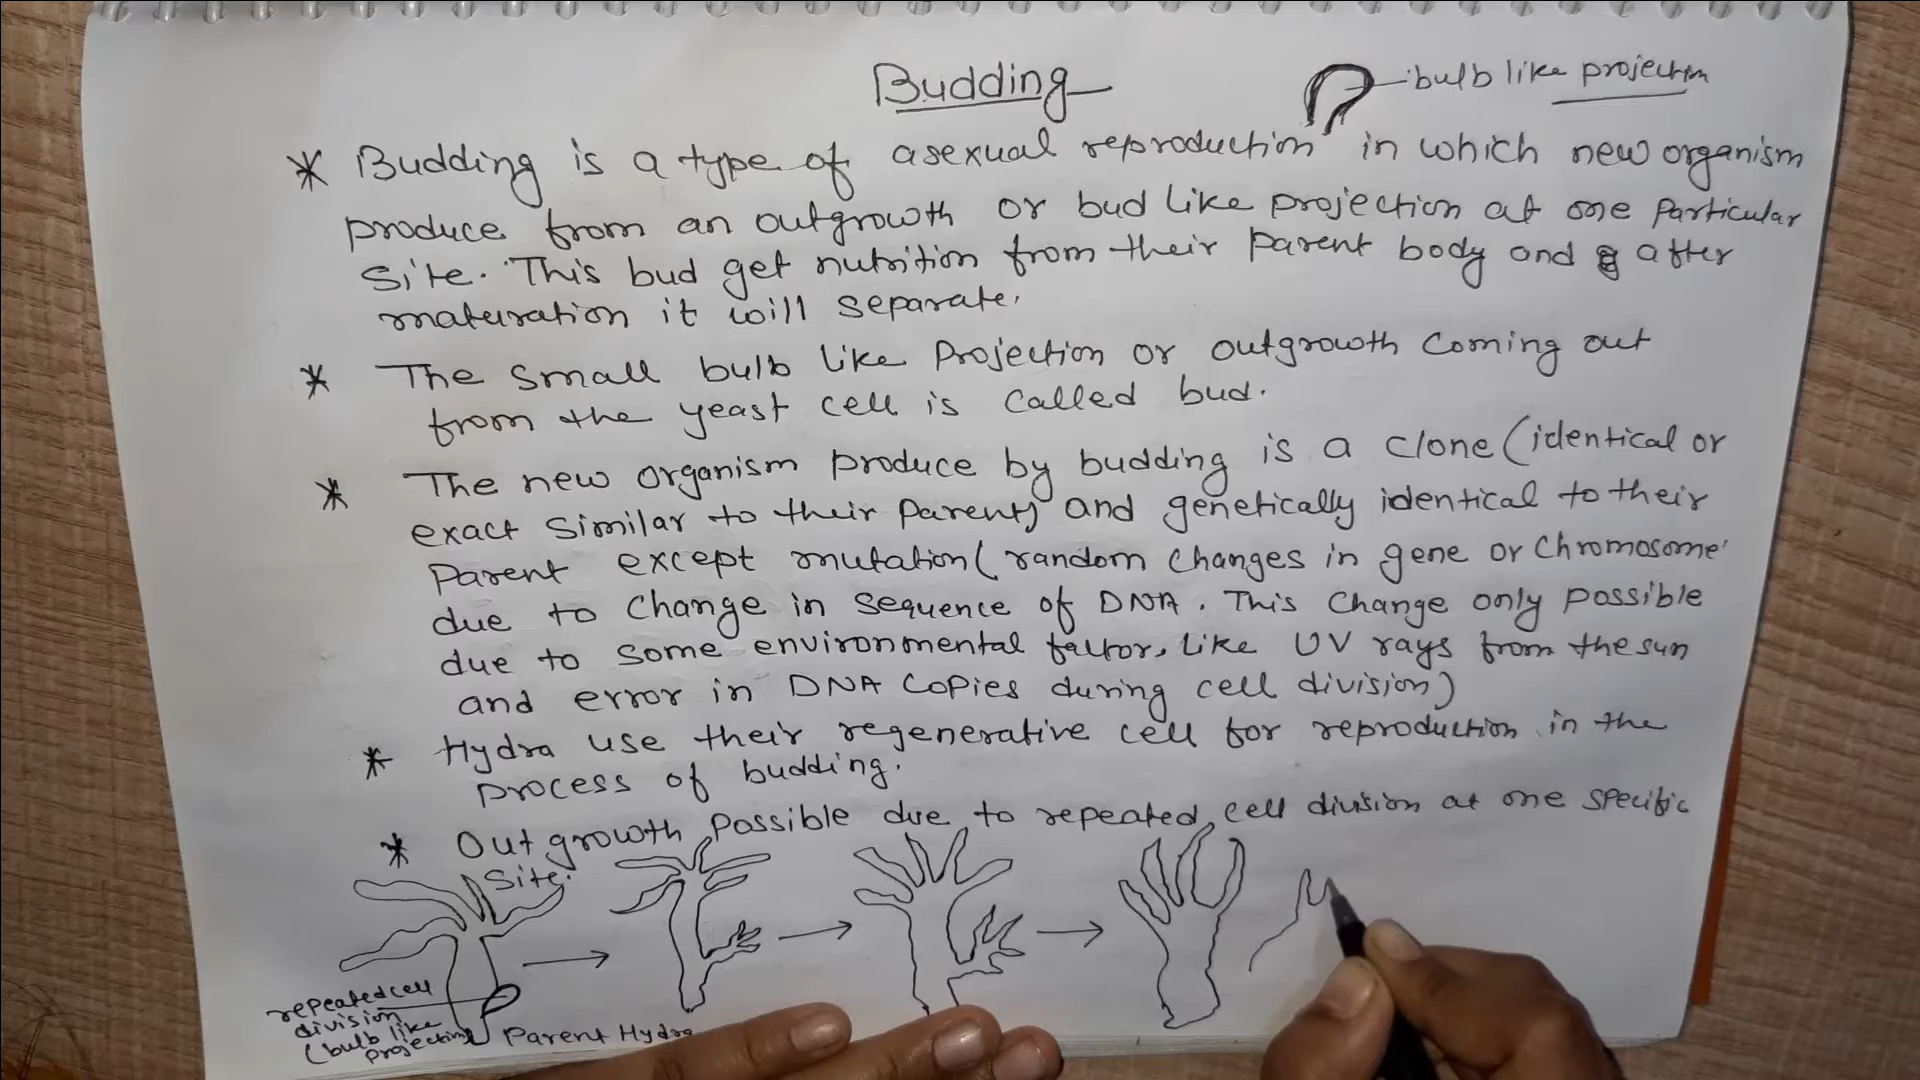 Budding
bulb like projection
* Budding is a type of asexual reproduction in which new organism
produce from an outgrowth or bud like projection at one particular
site. This bud get nutrition from their parent body and after
maturation it will separate.
* The small bulb like projection or outgrowth coming out
from the yeast cell is called bud.
* The new organism produce by budding is a clone (identical or
exact similar to their parent) and genetically identical to their
parent except mutation (random changes in gene or chromosome
due to change in sequence of DNA. This change only possible
due to some environmental factor, like UV rays from the sun
and error in DNA copies during cell division)
* Hydra use their regenerative cell for reproduction in the
process of budding.
* Outgrowth possible due to repeated cell division at one specific
site.
repeated cell
division
(bulb like
projecting
Parent Hydra